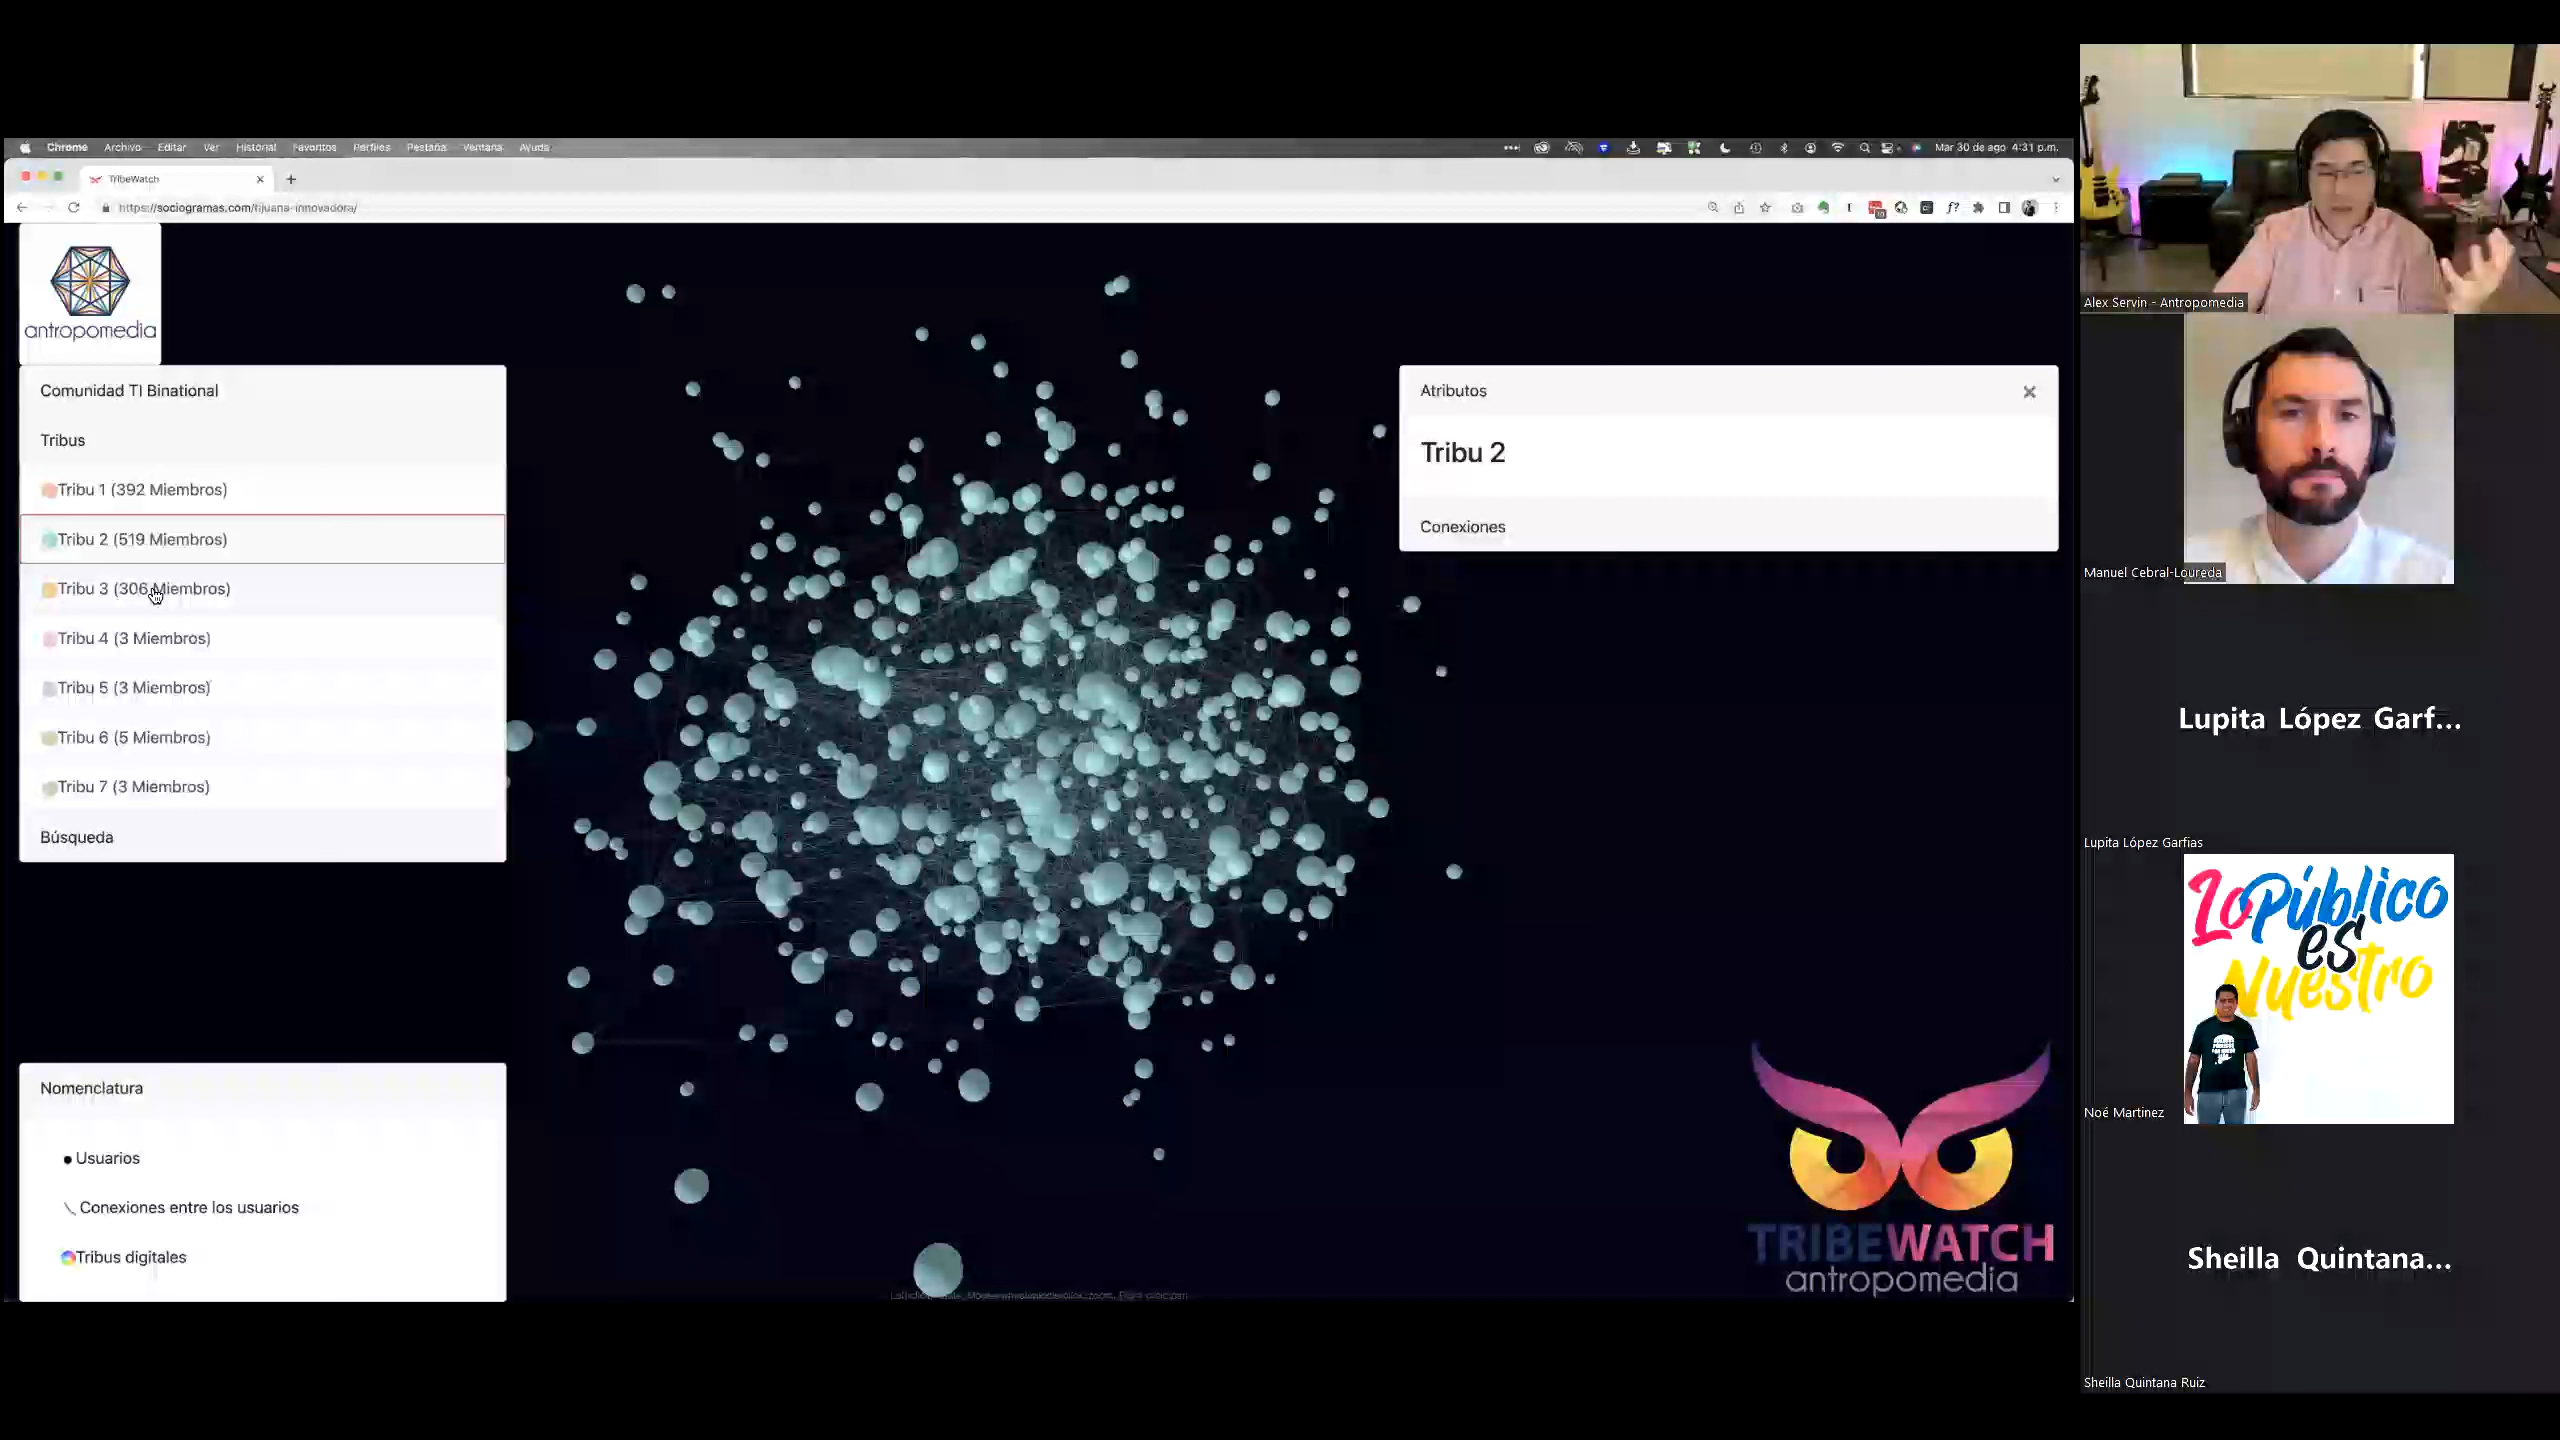 Chrome Archivo Editar Ver Historial Favoritos Perfiles Pestaña Ventana Ayuda
Mar 30 de ago 4:31 p.m.
TribeWatch
https://sociogramas.com/tijuana-innovadora/
antropomedia
Comunidad TI Binational
Tribus
Tribu 1 (392 Miembros)
Tribu 2 (519 Miembros)
Tribu 3 (306 Miembros)
Tribu 4 (3 Miembros)
Tribu 5 (3 Miembros)
Tribu 6 (5 Miembros)
Tribu 7 (3 Miembros)
Búsqueda
Nomenclatura
Usuarios
Conexiones entre los usuarios
Tribus digitales
Atributos
Tribu 2
Conexiones
TRIBEWATCH
antropomedia
Alex Servin - Antropomedia
Manuel Cebral-Loureda
Lupita López Garf...
Lupita López Garfias
Lo Público
es
Nuestro
Noé Martinez
Sheilla Quintana...
Sheilla Quintana Ruiz